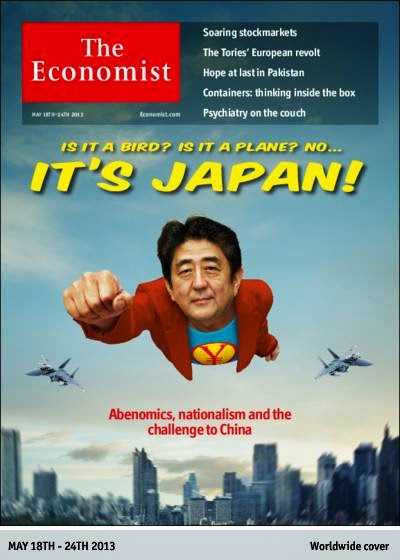 The
Economist
MAY 18TH–24TH 2013
Economist.com
Soaring stockmarkets
The Tories' European revolt
Hope at last in Pakistan
Containers: thinking inside the box
Psychiatry on the couch
IS IT A BIRD? IS IT A PLANE? NO...
IT'S JAPAN!
¥
Abenomics, nationalism and the
challenge to China
MAY 18TH - 24TH 2013
Worldwide cover